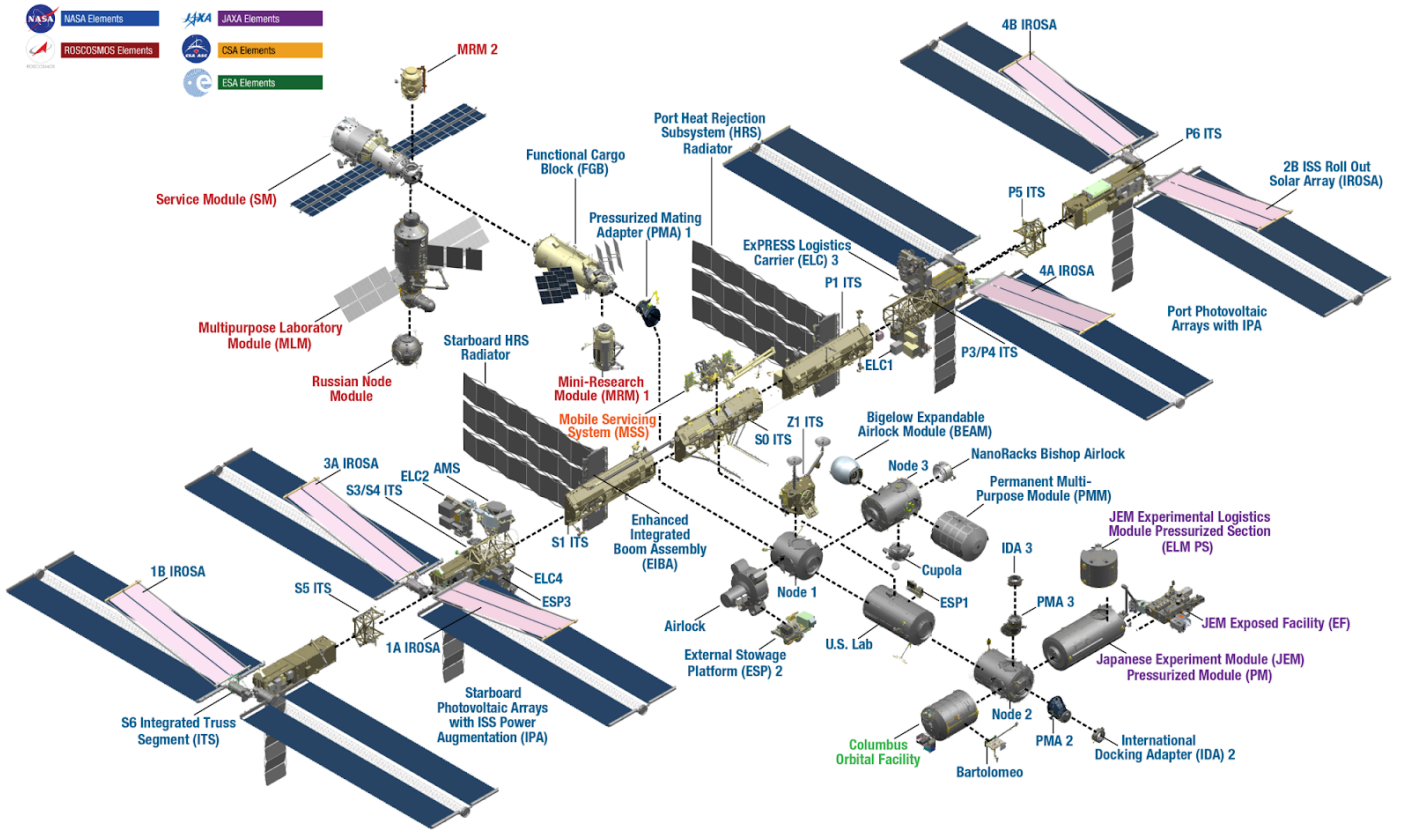 NASA
NASA Elements
JAXA
JAXA Elements
ROSCOSMOS
ROSCOSMOS Elements
CSA ASC
CSA Elements
esa
ESA Elements
MRM 2
4B IROSA
Port Heat Rejection
Subsystem (HRS)
Radiator
P6 ITS
Functional Cargo
Block (FGB)
2B ISS Roll Out
Solar Array (IROSA)
Service Module (SM)
P5 ITS
Pressurized Mating
Adapter (PMA) 1
ExPRESS Logistics
Carrier (ELC) 3
4A IROSA
P1 ITS
Port Photovoltaic
Arrays with IPA
Multipurpose Laboratory
Module (MLM)
Starboard HRS
Radiator
P3/P4 ITS
ELC1
Russian Node
Module
Mini-Research
Module (MRM) 1
Mobile Servicing
System (MSS)
S0 ITS
Z1 ITS
Bigelow Expandable
Airlock Module (BEAM)
Node 3
NanoRacks Bishop Airlock
3A IROSA
ELC2
AMS
S3/S4 ITS
Permanent Multi-
Purpose Module (PMM)
JEM Experimental Logistics
Module Pressurized Section
(ELM PS)
S1 ITS
Enhanced
Integrated
Boom Assembly
(EIBA)
IDA 3
1B IROSA
S5 ITS
ELC4
ESP3
Node 1
Cupola
ESP1
PMA 3
Airlock
U.S. Lab
JEM Exposed Facility (EF)
1A IROSA
External Stowage
Platform (ESP) 2
Japanese Experiment Module (JEM)
Pressurized Module (PM)
S6 Integrated Truss
Segment (ITS)
Starboard
Photovoltaic Arrays
with ISS Power
Augmentation (IPA)
Node 2
PMA 2
International
Docking Adapter (IDA) 2
Columbus
Orbital Facility
Bartolomeo